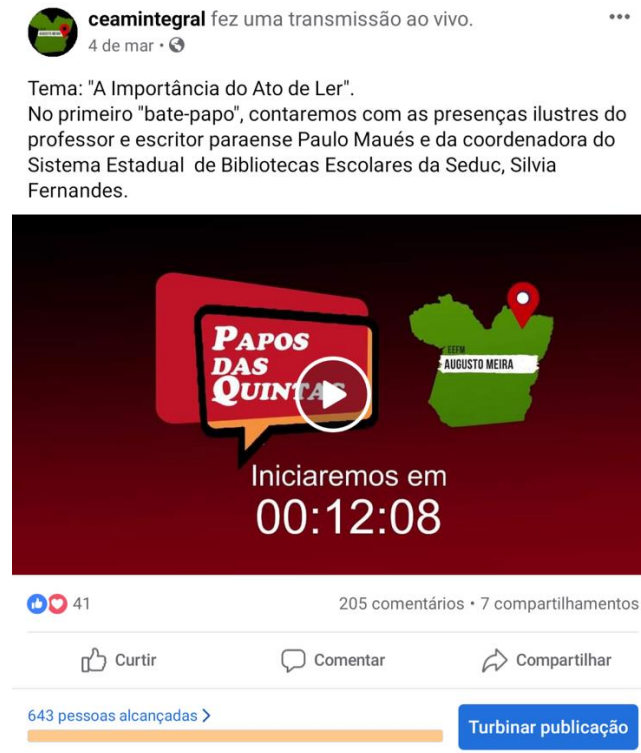 ceamintegral fez uma transmissão ao vivo.
4 de mar
Tema: "A Importância do Ato de Ler".
No primeiro "bate-papo", contaremos com as presenças ilustres do
professor e escritor paraense Paulo Maués e da coordenadora do
Sistema Estadual de Bibliotecas Escolares da Seduc, Silvia
Fernandes.
PAPOS
DAS
QUINTAS
EEFM
AUGUSTO MEIRA
Iniciaremos em
00:12:08
41
205 comentários • 7 compartilhamentos
Curtir
Comentar
Compartilhar
643 pessoas alcançadas
Turbinar publicação